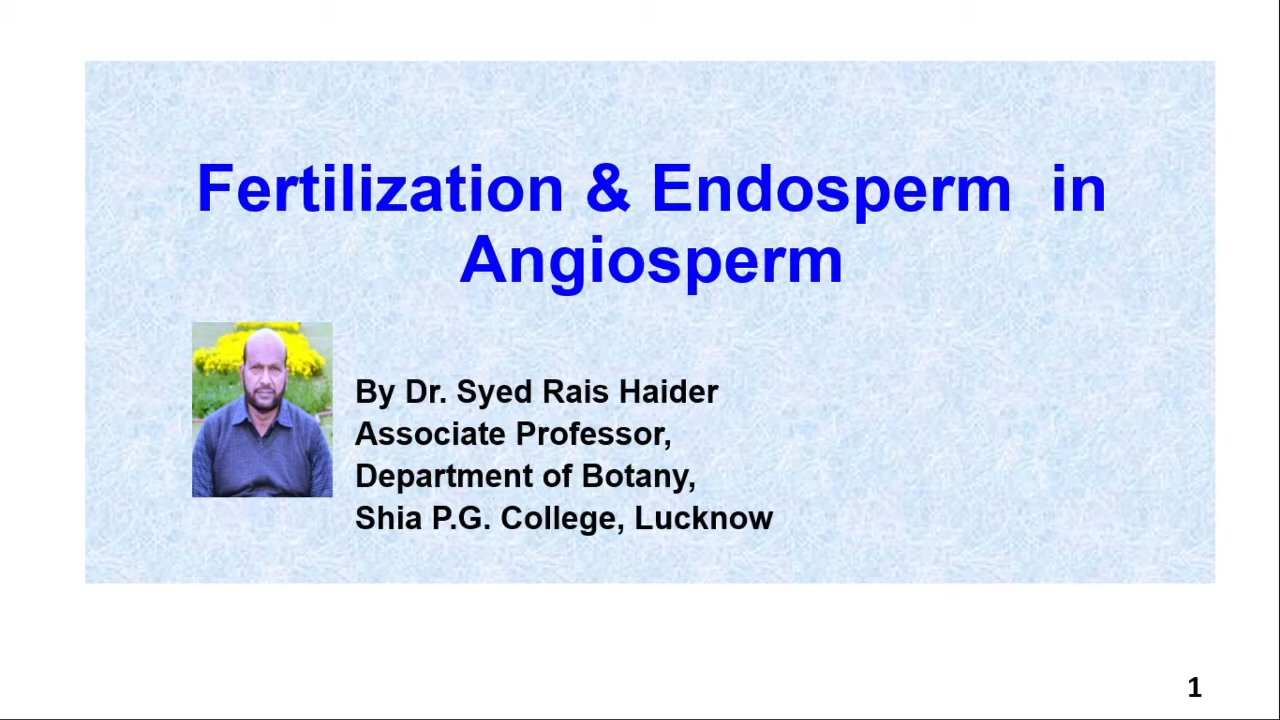 Fertilization & Endosperm in
Angiosperm
By Dr. Syed Rais Haider
Associate Professor,
Department of Botany,
Shia P.G. College, Lucknow
1